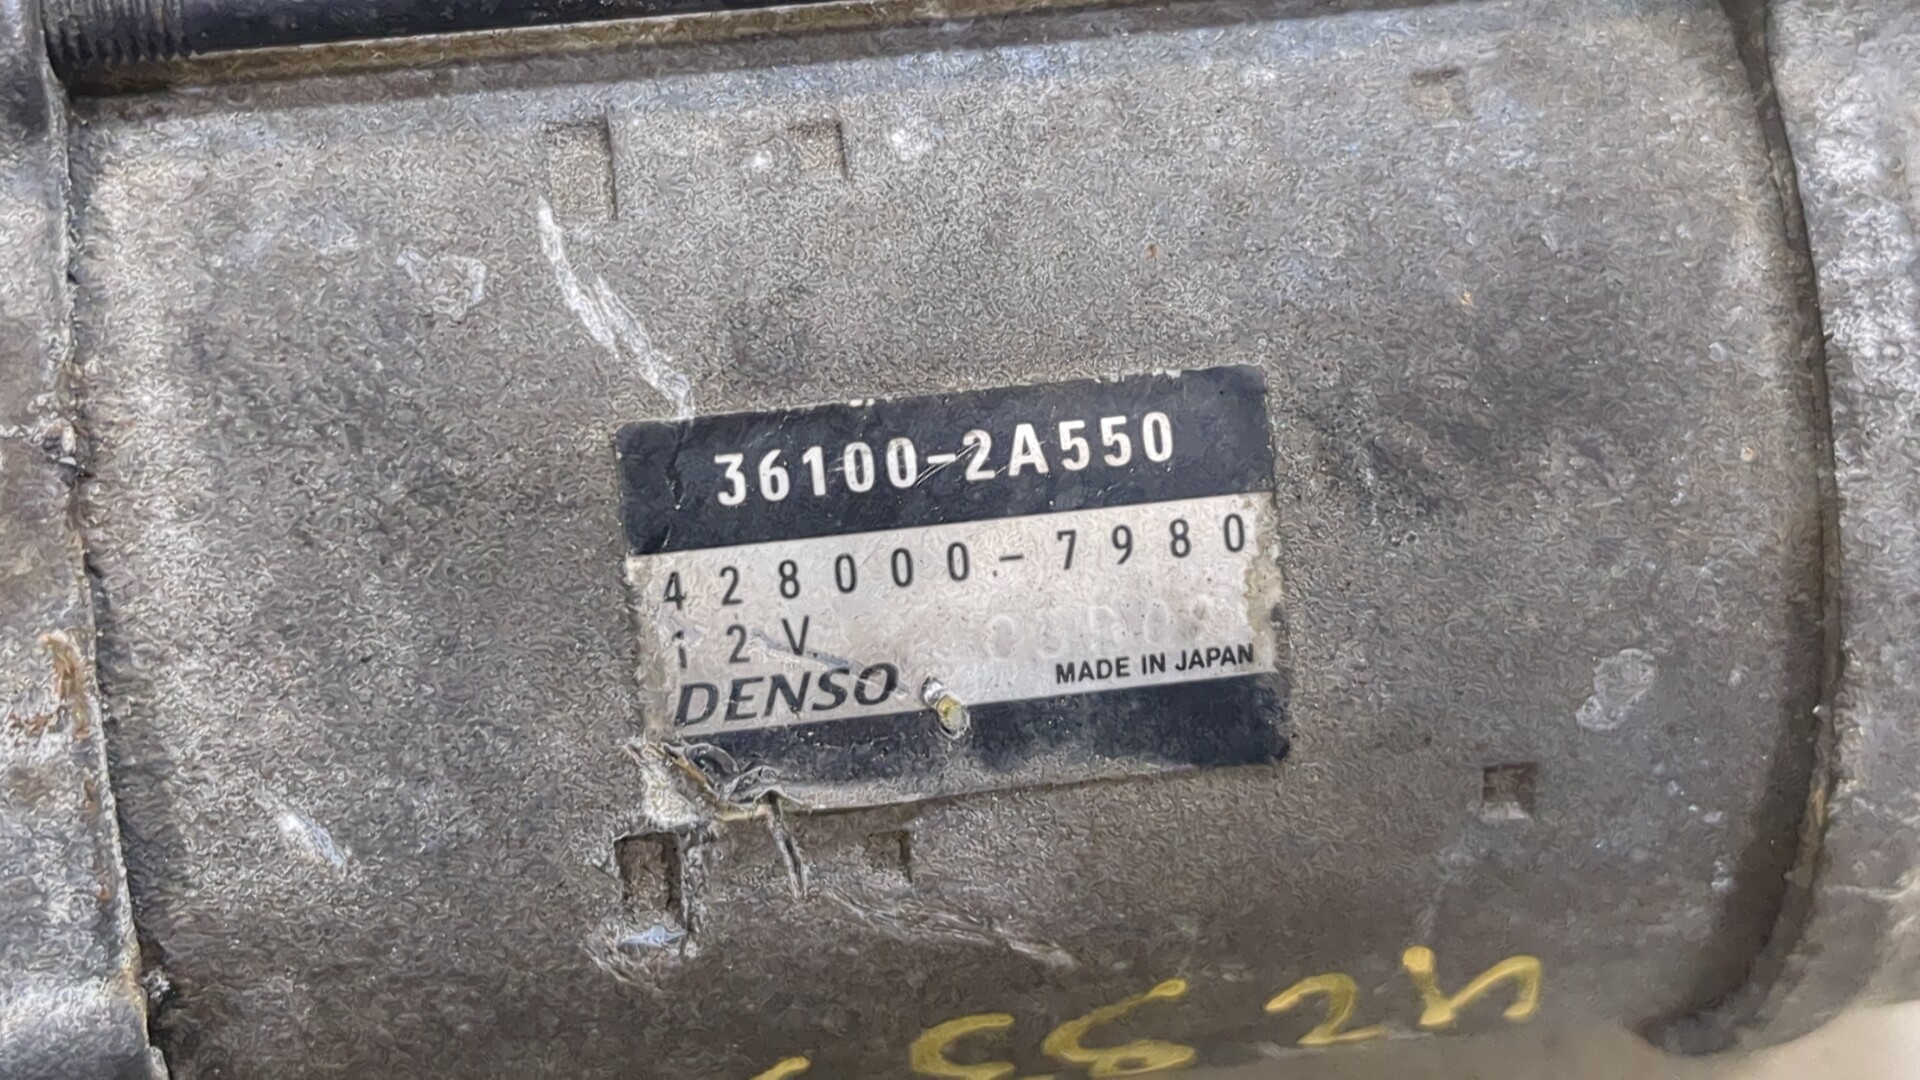 36100-2A550
428000-7980
12V
DENSO
MADE IN JAPAN